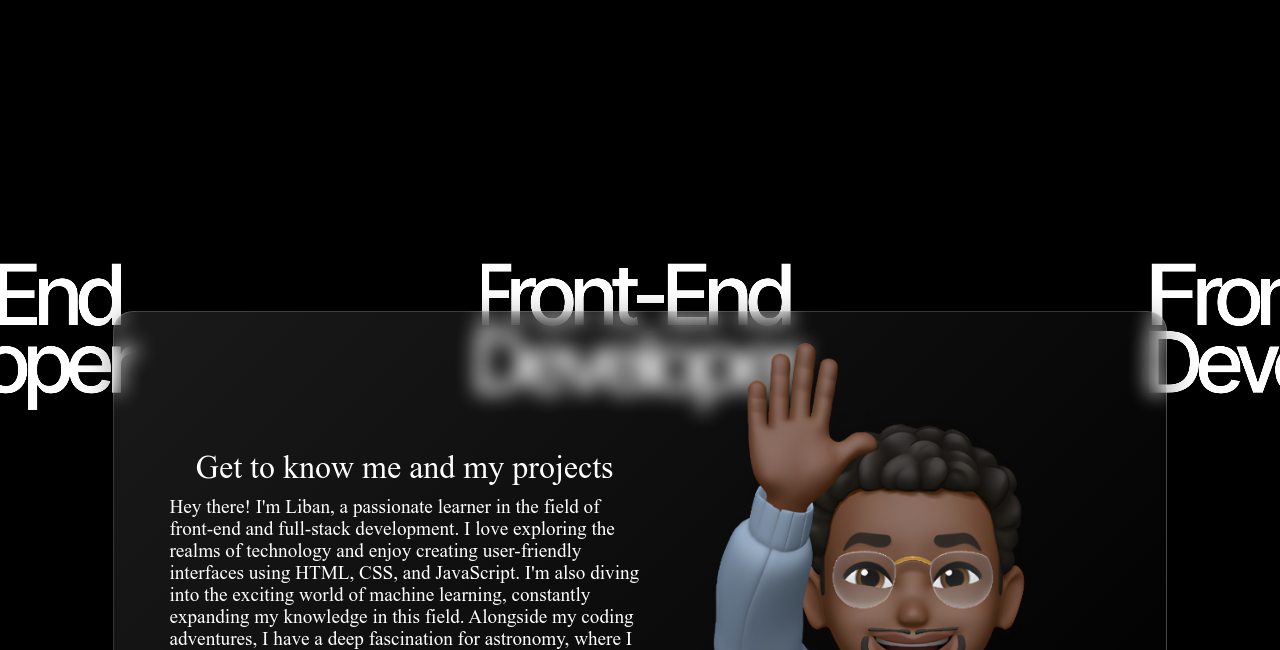 End Front-End Fron
oper Developer Deve
Get to know me and my projects
Hey there! I'm Liban, a passionate learner in the field of
front-end and full-stack development. I love exploring the
realms of technology and enjoy creating user-friendly
interfaces using HTML, CSS, and JavaScript. I'm also diving
into the exciting world of machine learning, constantly
expanding my knowledge in this field. Alongside my coding
adventures, I have a deep fascination for astronomy, where I